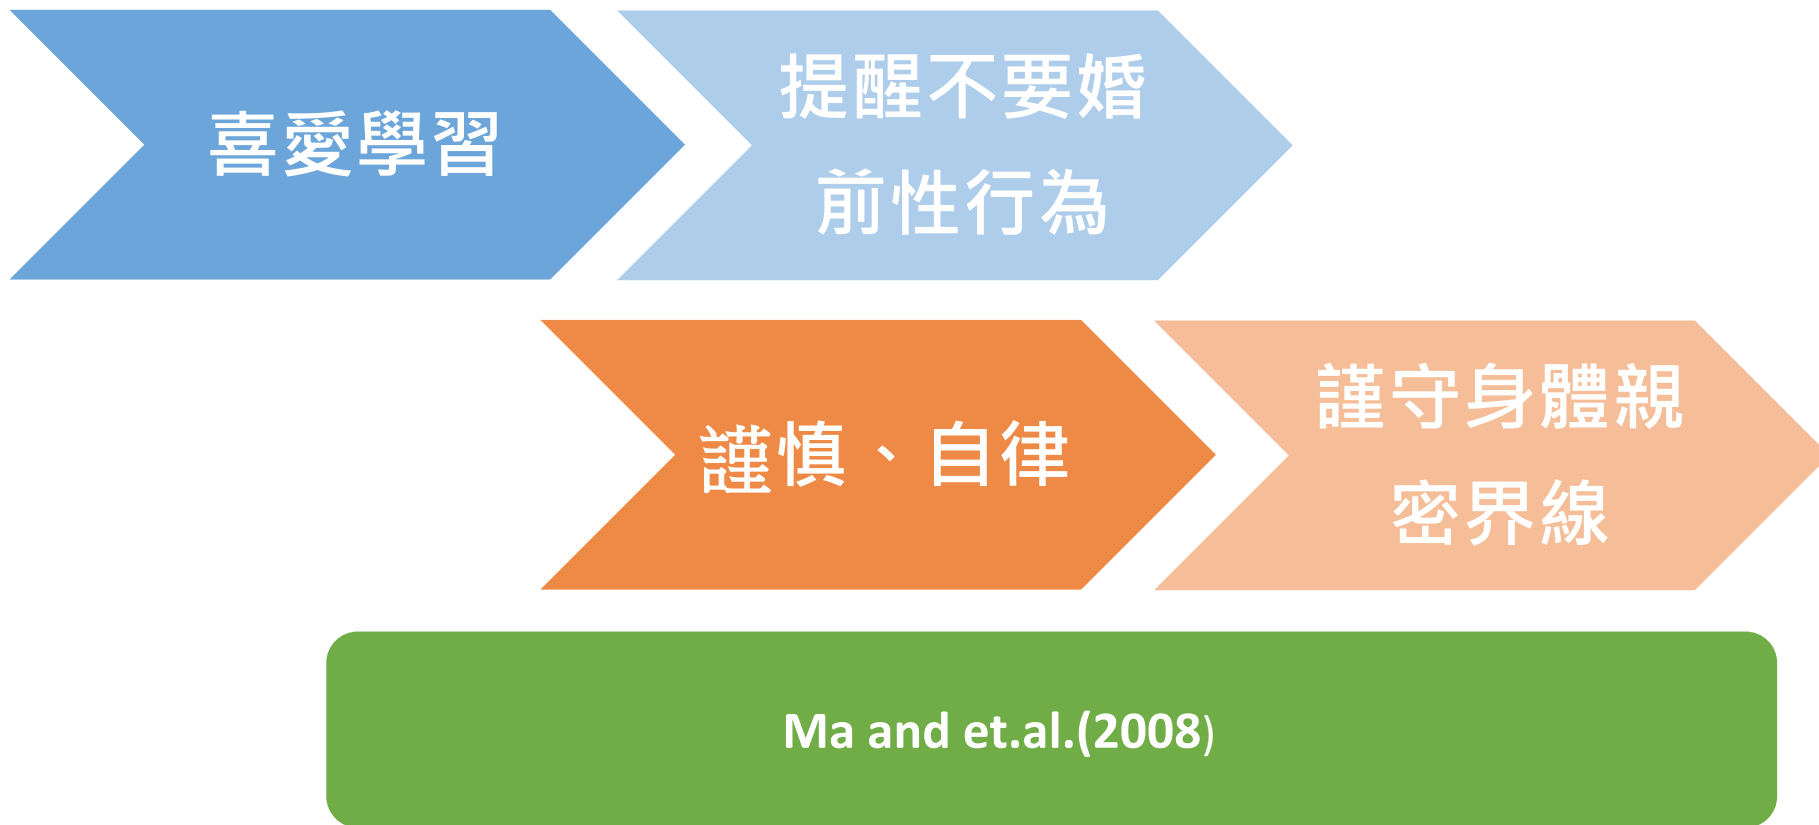 喜愛學習
提醒不要婚
前性行為
謹慎、自律
謹守身體親
密界線
Ma and et.al.(2008)